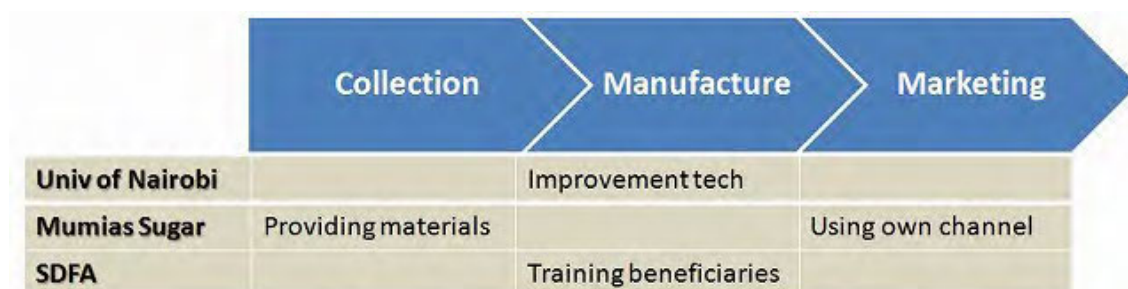 Collection Manufacture Marketing
Univ of Nairobi Improvement tech
Mumias Sugar Providing materials Using own channel
SDFA Training beneficiaries